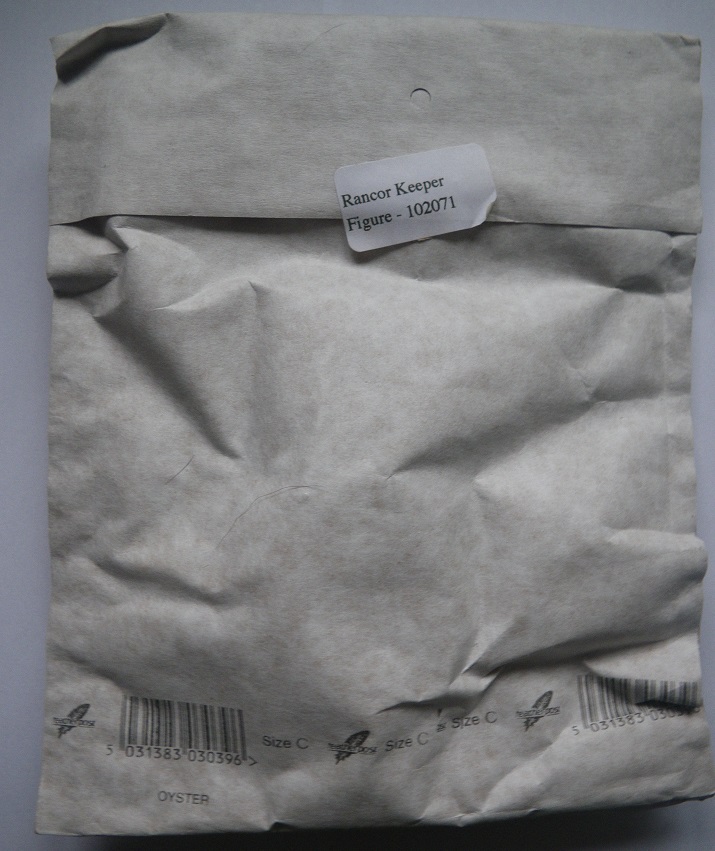 Rancor Keeper
Figure - 102071
5 031383 030396 >
Size C
Size C
Size C
OYSTER